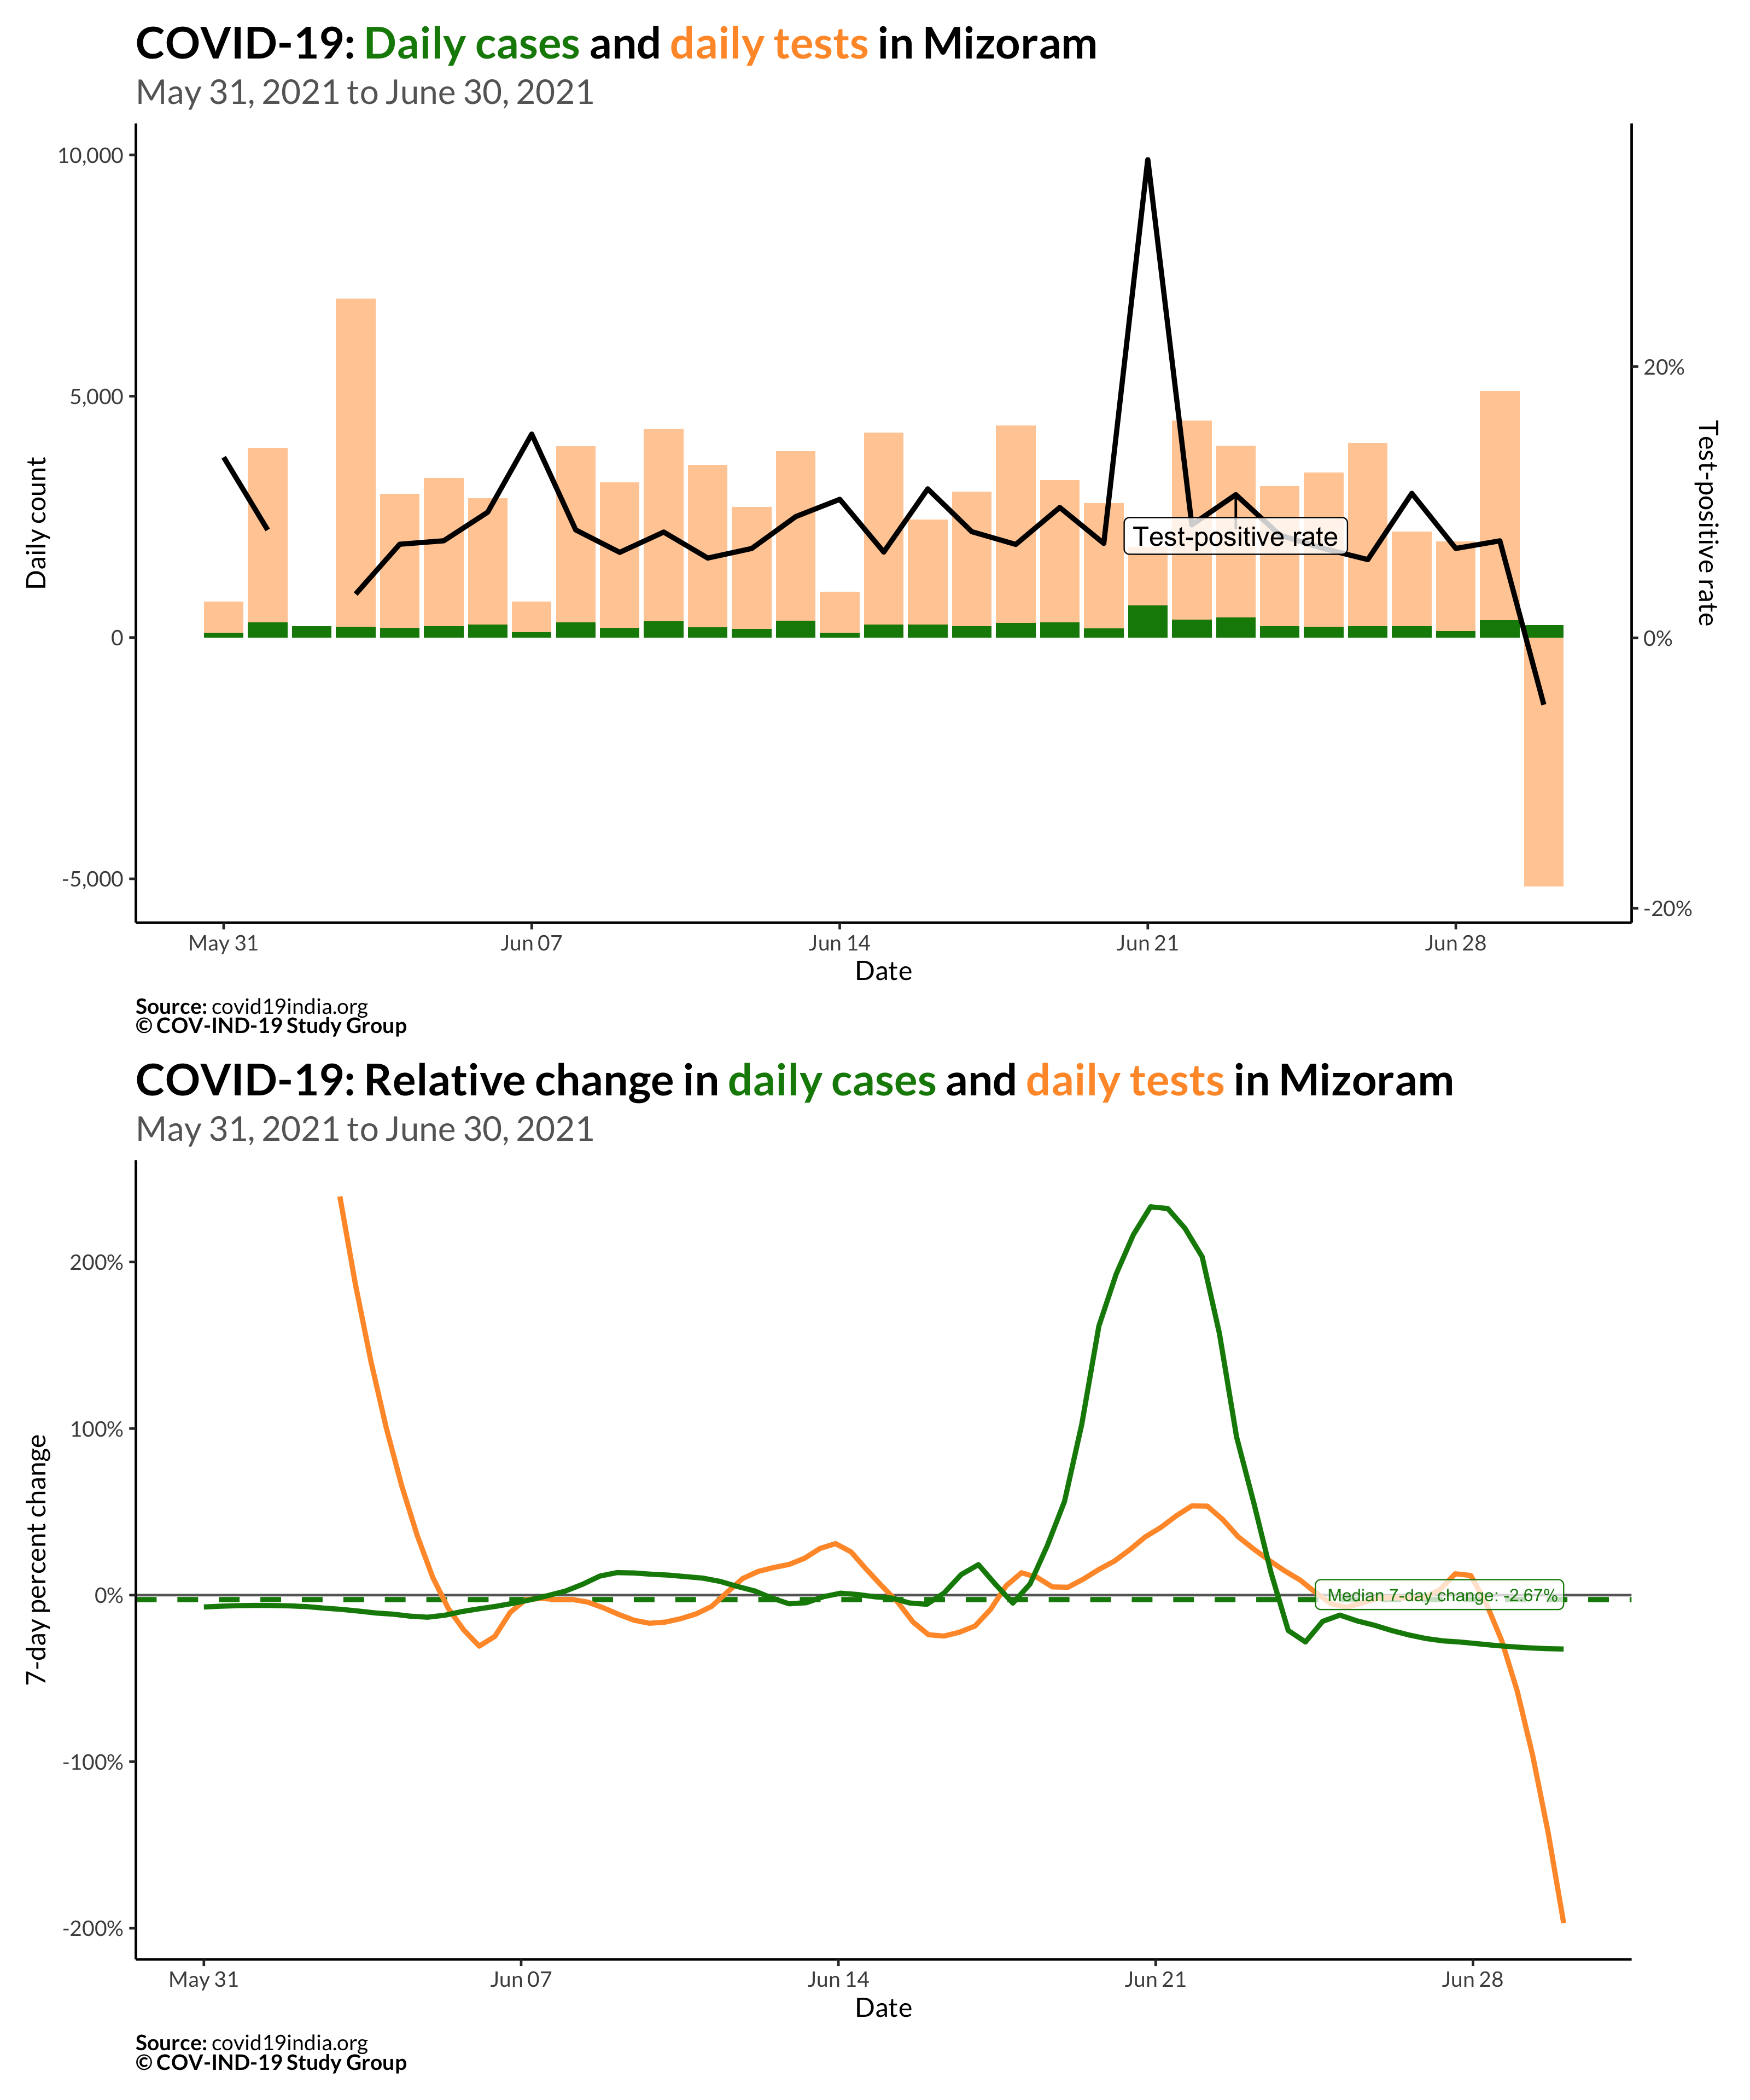 COVID-19: Daily cases and daily tests in Mizoram
May 31, 2021 to June 30, 2021
10,000
5,000
0
-5,000
Daily count
20%
0%
-20%
Test-positive rate
Test-positive rate
May 31
Jun 07
Jun 14
Jun 21
Jun 28
Date
Source: covid19india.org
© COV-IND-19 Study Group
COVID-19: Relative change in daily cases and daily tests in Mizoram
May 31, 2021 to June 30, 2021
200%
100%
0%
-100%
-200%
7-day percent change
Median 7-day change: -2.67%
May 31
Jun 07
Jun 14
Jun 21
Jun 28
Date
Source: covid19india.org
© COV-IND-19 Study Group